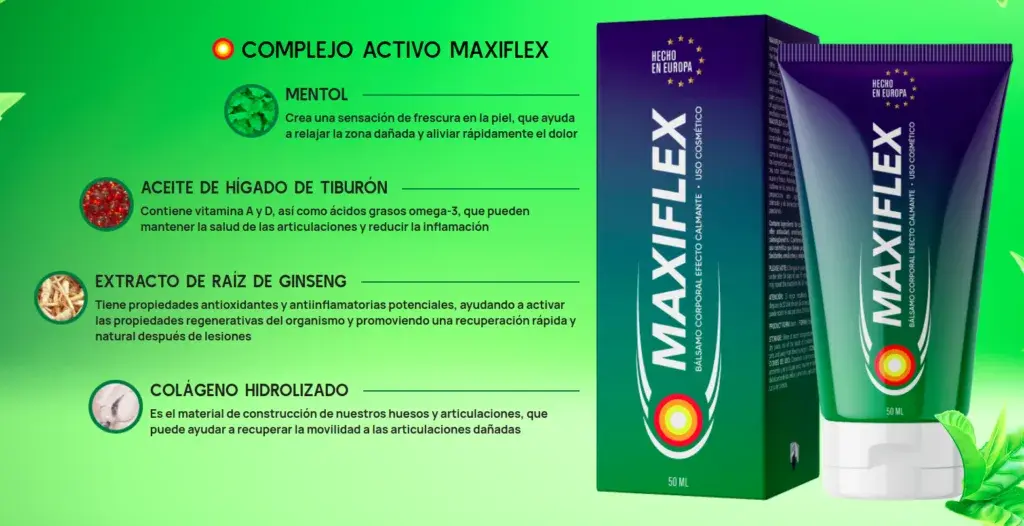 COMPLEJO ACTIVO MAXIFLEX
MENTOL
Crea una sensación de frescura en la piel, que ayuda
a relajar la zona dañada y aliviar rápidamente el dolor
ACEITE DE HÍGADO DE TIBURÓN
Contiene vitamina A y D, así como ácidos grasos omega-3, que pueden
mantener la salud de las articulaciones y reducir la inflamación
EXTRACTO DE RAÍZ DE GINSENG
Tiene propiedades antioxidantes y antiinflamatorias potenciales, ayudando a activar
las propiedades regenerativas del organismo y promoviendo una recuperación rápida y
natural después de lesiones
COLÁGENO HIDROLIZADO
Es el material de construcción de nuestros huesos y articulaciones, que
puede ayudar a recuperar la movilidad a las articulaciones dañadas
HECHO
EN EUROPA
MAXIFLEX
BÁLSAMO CORPORAL EFECTO CALMANTE • USO COSMÉTICO
50 ML
HECHO
EN EUROPA
MAXIFLEX
BÁLSAMO CORPORAL EFECTO CALMANTE • USO COSMÉTICO
50 ML